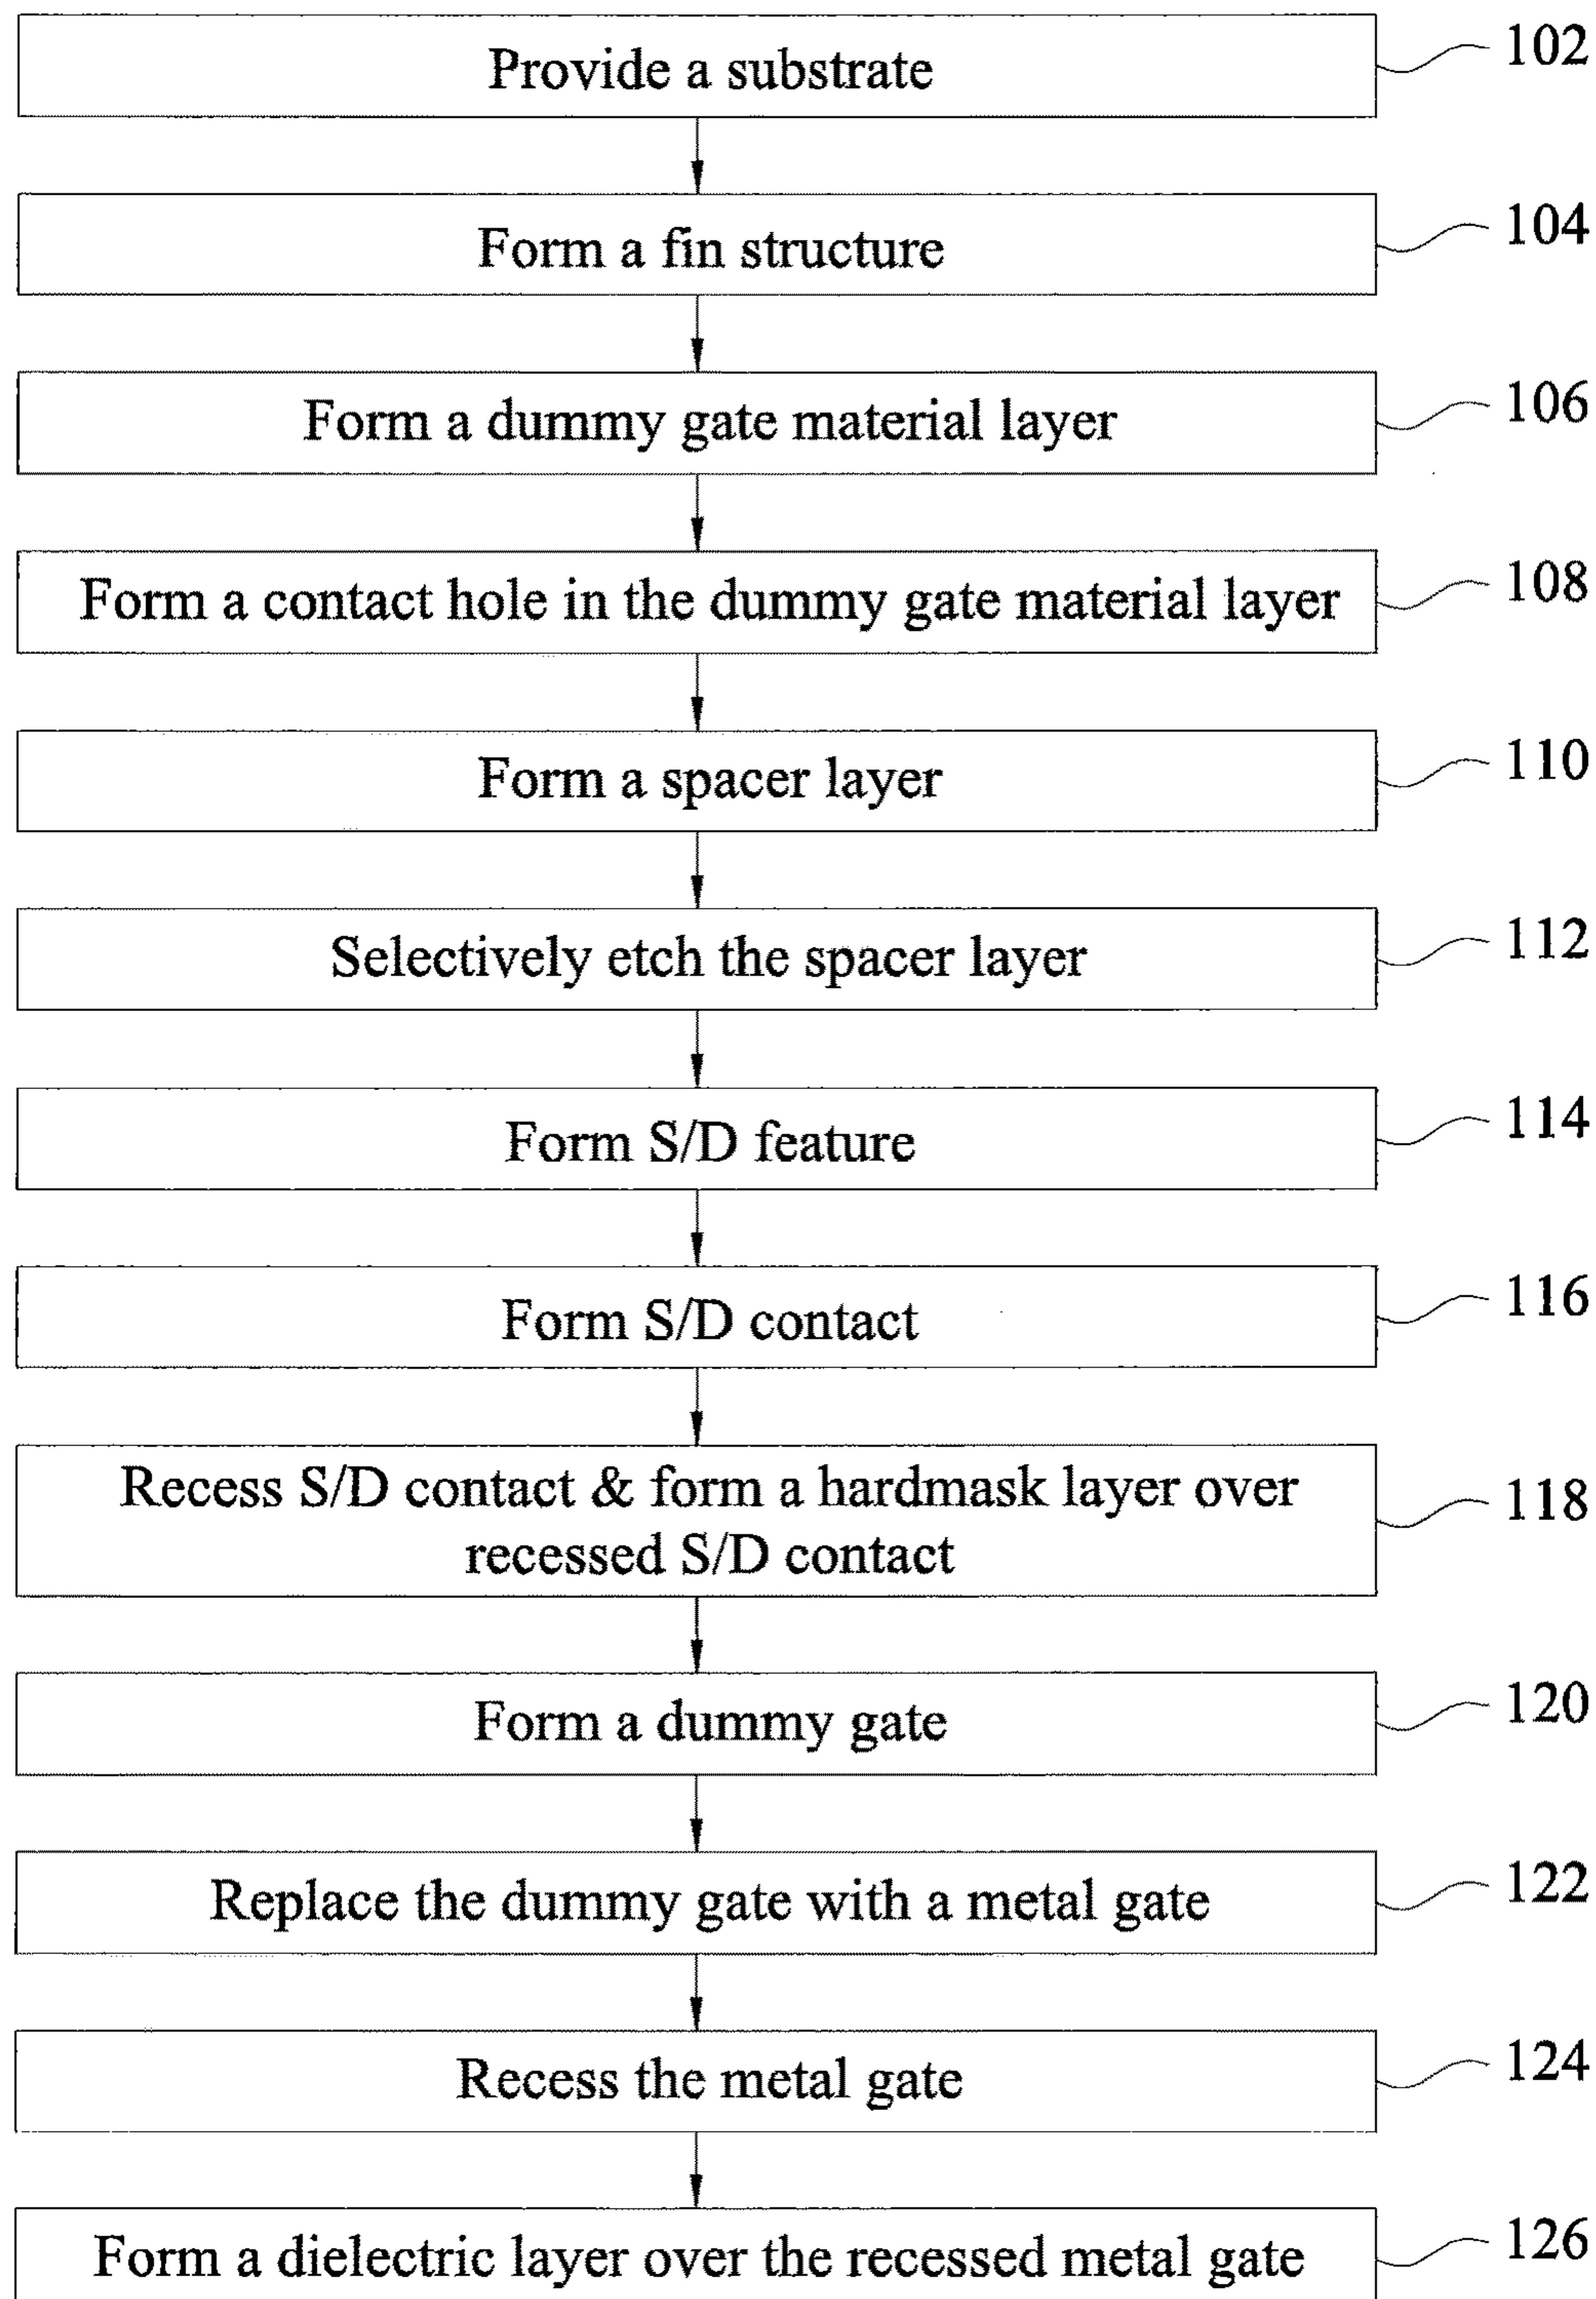 Provide a substrate 102
Form a fin structure 104
Form a dummy gate material layer 106
Form a contact hole in the dummy gate material layer 108
Form a spacer layer 110
Selectively etch the spacer layer 112
Form S/D feature 114
Form S/D contact 116
Recess S/D contact & form a hardmask layer over
recessed S/D contact 118
Form a dummy gate 120
Replace the dummy gate with a metal gate 122
Recess the metal gate 124
Form a dielectric layer over the recessed metal gate 126